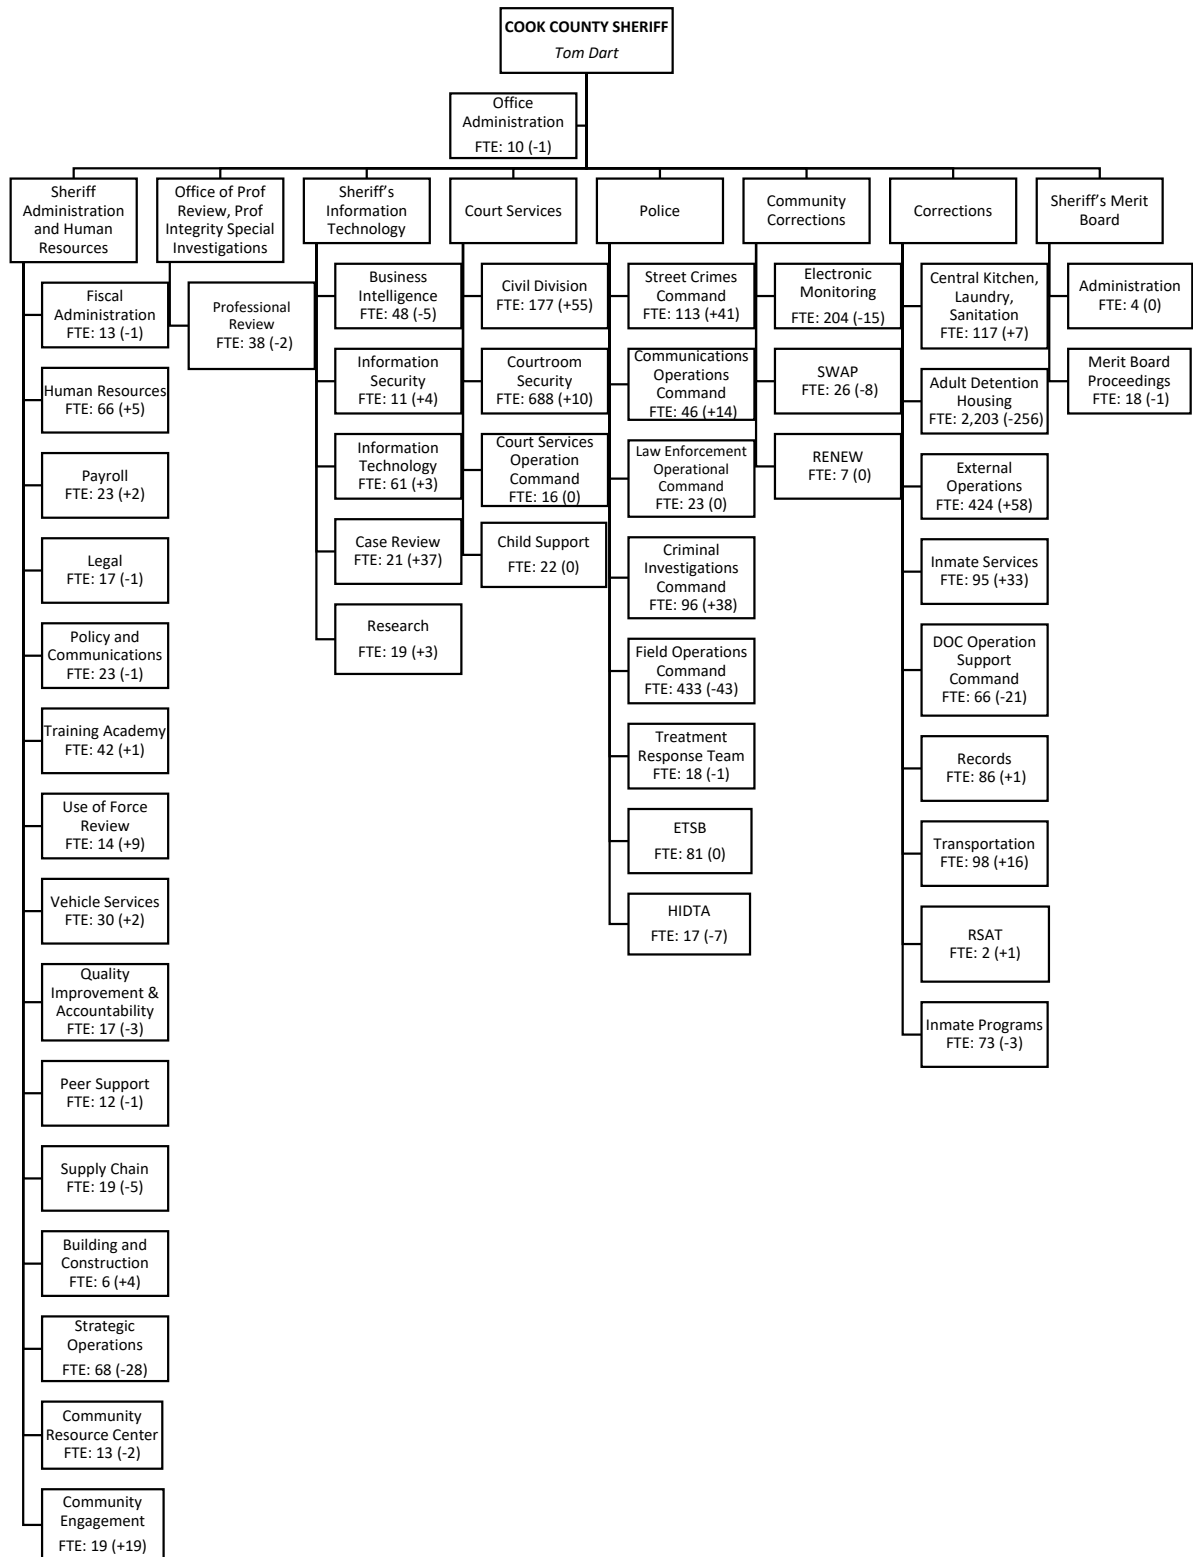 COOK COUNTY SHERIFF
Tom Dart
Office
Administration
FTE: 10 (-1)
Sheriff
Administration
and Human
Resources
Office of Prof
Review, Prof
Integrity Special
Investigations
Sheriff's
Information
Technology
Court Services
Police
Community
Corrections
Corrections
Sheriff's Merit
Board
Fiscal
Administration
FTE: 13 (-1)
Human Resources
FTE: 66 (+5)
Payroll
FTE: 23 (+2)
Legal
FTE: 17 (-1)
Policy and
Communications
FTE: 23 (-1)
Training Academy
FTE: 42 (+1)
Use of Force
Review
FTE: 14 (+9)
Vehicle Services
FTE: 30 (+2)
Quality
Improvement &
Accountability
FTE: 17 (-3)
Peer Support
FTE: 12 (-1)
Supply Chain
FTE: 19 (-5)
Building and
Construction
FTE: 6 (+4)
Strategic
Operations
FTE: 68 (-28)
Community
Resource Center
FTE: 13 (-2)
Community
Engagement
FTE: 19 (+19)
Professional
Review
FTE: 38 (-2)
Business
Intelligence
FTE: 48 (-5)
Information
Security
FTE: 11 (+4)
Information
Technology
FTE: 61 (+3)
Case Review
FTE: 21 (+37)
Research
FTE: 19 (+3)
Civil Division
FTE: 177 (+55)
Courtroom
Security
FTE: 688 (+10)
Court Services
Operation
Command
FTE: 16 (0)
Child Support
FTE: 22 (0)
Street Crimes
Command
FTE: 113 (+41)
Communications
Operations
Command
FTE: 46 (+14)
Law Enforcement
Operational
Command
FTE: 23 (0)
Criminal
Investigations
Command
FTE: 96 (+38)
Field Operations
Command
FTE: 433 (-43)
Treatment
Response Team
FTE: 18 (-1)
ETSB
FTE: 81 (0)
HIDTA
FTE: 17 (-7)
Electronic
Monitoring
FTE: 204 (-15)
SWAP
FTE: 26 (-8)
RENEW
FTE: 7 (0)
Central Kitchen,
Laundry,
Sanitation
FTE: 117 (+7)
Adult Detention
Housing
FTE: 2,203 (-256)
External
Operations
FTE: 424 (+58)
Inmate Services
FTE: 95 (+33)
DOC Operation
Support
Command
FTE: 66 (-21)
Records
FTE: 86 (+1)
Transportation
FTE: 98 (+16)
RSAT
FTE: 2 (+1)
Inmate Programs
FTE: 73 (-3)
Administration
FTE: 4 (0)
Merit Board
Proceedings
FTE: 18 (-1)